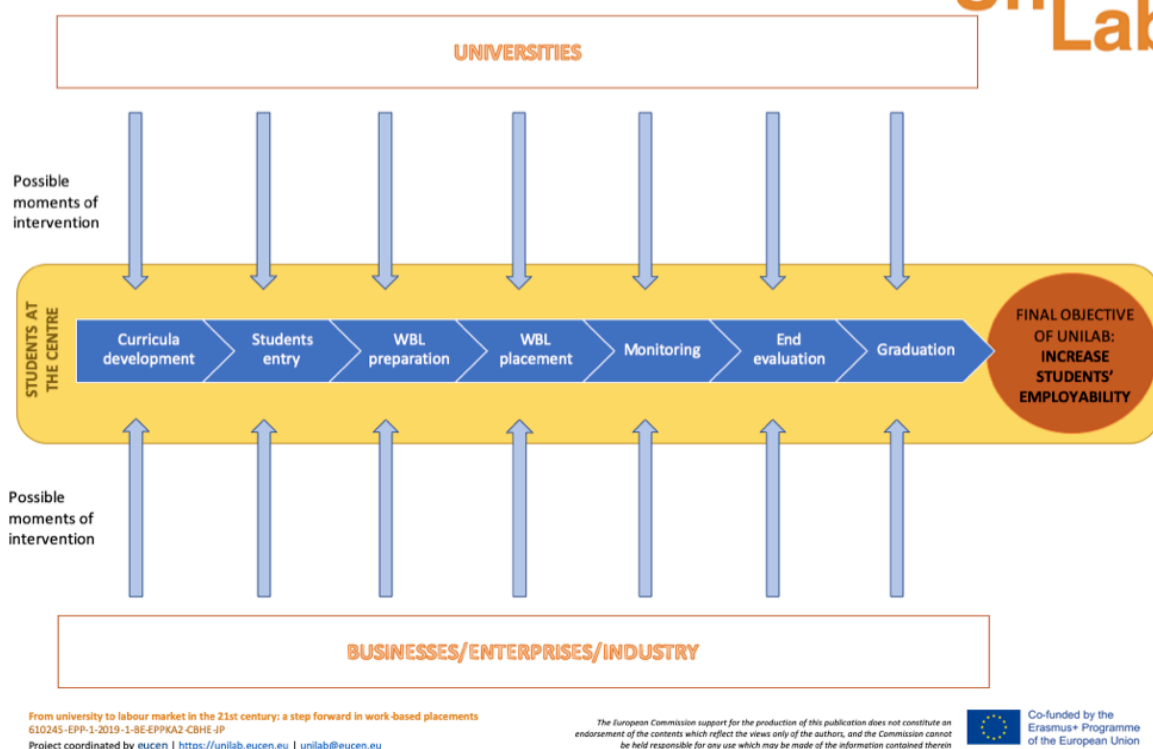 Lab
UNIVERSITIES
Possible
moments of
intervention
STUDENTS AT
THE CENTRE
Curricula
development
Students
entry
WBL
preparation
WBL
placement
Monitoring
End
evaluation
Graduation
FINAL OBJECTIVE
OF UNILAB:
INCREASE
STUDENTS'
EMPLOYABILITY
Possible
moments of
intervention
BUSINESSES/ENTERPRISES/INDUSTRY
From university to labour market in the 21st century: a step forward in work-based placements
610245-EPP-1-2019-1-BE-EPPKA2-CBHE-JP
Project coordinated by eucen | https://unilab.eucen.eu | unilab@eucen.eu
The European Commission support for the production of this publication does not constitute an
endorsement of the contents which reflect the views only of the authors, and the Commission cannot
be held responsible for any use which may be made of the information contained therein
Co-funded by the
Erasmus+ Programme
of the European Union